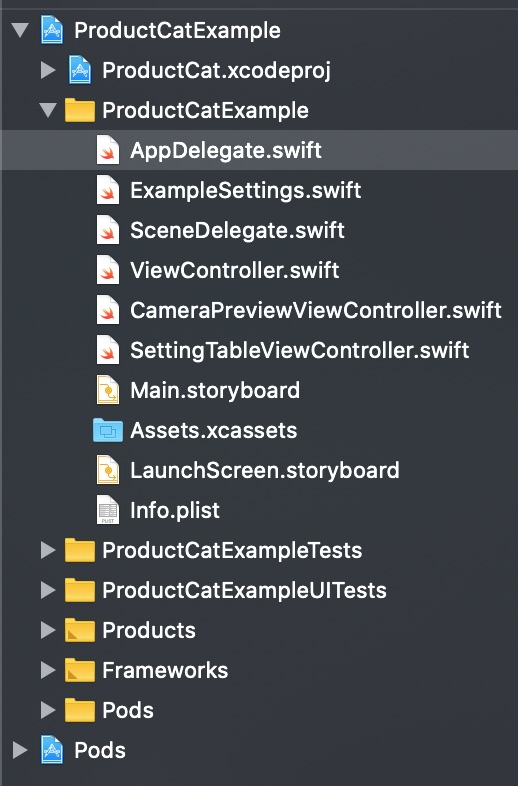 ProductCatExample
ProductCat.xcodeproj
ProductCatExample
AppDelegate.swift
ExampleSettings.swift
SceneDelegate.swift
ViewController.swift
CameraPreviewViewController.swift
SettingTableViewController.swift
Main.storyboard
Assets.xcassets
LaunchScreen.storyboard
PLIST Info.plist
ProductCatExampleTests
ProductCatExampleUITests
Products
Frameworks
Pods
Pods